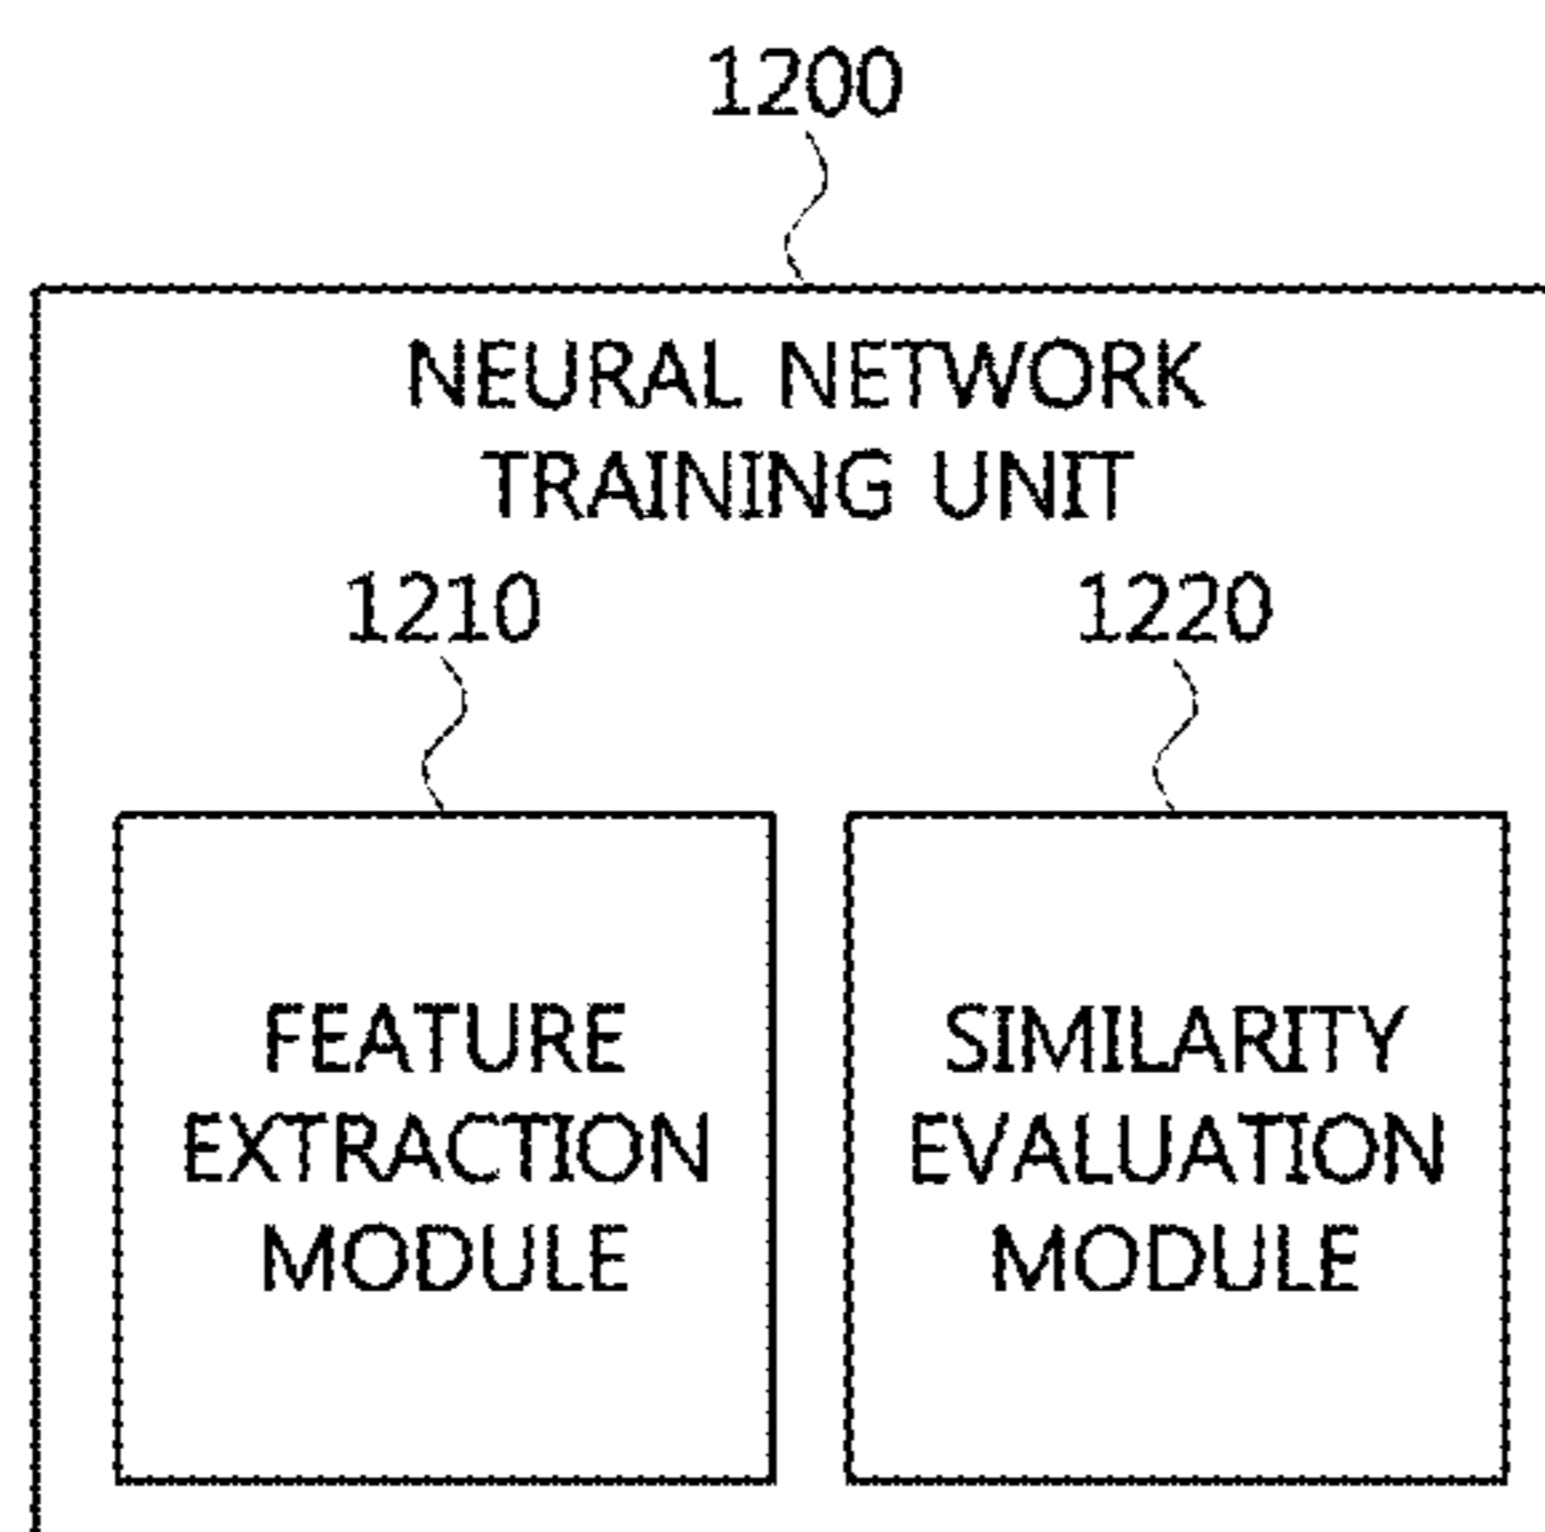 1200
NEURAL NETWORK
TRAINING UNIT
1210
1220
FEATURE
EXTRACTION
MODULE
SIMILARITY
EVALUATION
MODULE